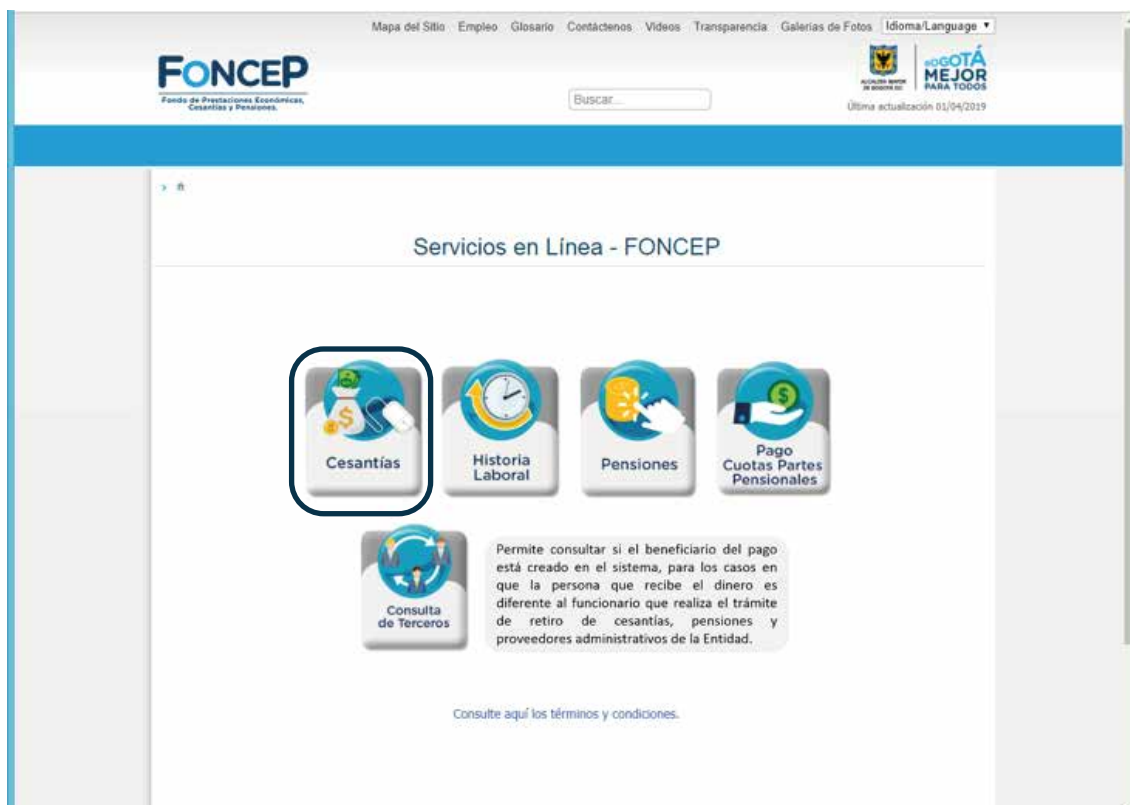 Mapa del Sitio Empleo Glosario Contáctenos Videos Transparencia Galerias de Fotos Idioma/Language
FONCEP
Fondo de Prestaciones Económicas,
Cesantías y Pensiones.
Buscar...
ALCALDÍA MAYOR
DE BOGOTÁ D.C.
BOGOTÁ
MEJOR
PARA TODOS
Última actualización 01/04/2019
Servicios en Línea - FONCEP
Cesantías
Historia
Laboral
Pensiones
Pago
Cuotas Partes
Pensionales
Consulta
de Terceros
Permite consultar si el beneficiario del pago
está creado en el sistema, para los casos en
que la persona que recibe el dinero es
diferente al funcionario que realiza el trámite
de retiro de cesantías, pensiones y
proveedores administrativos de la Entidad.
Consulte aquí los términos y condiciones.